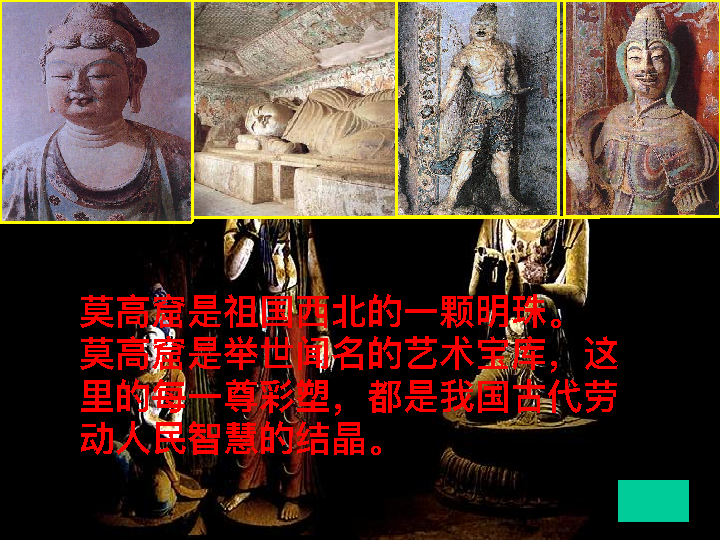 莫高窟是祖国西北的一颗明珠。
莫高窟是举世闻名的艺术宝库，这
里的每一尊彩塑，都是我国古代劳
动人民智慧的结晶。